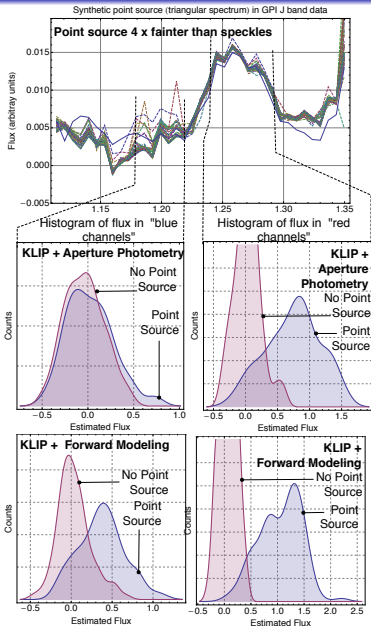 Synthetic point source (triangular spectrum) in GPI J band data
Point source 4 x fainter than speckles
Flux (arbitray units)
0.015
0.010
0.005
0.000
−0.005
1.15
1.20
1.25
1.30
1.35
Histogram of flux in "blue
channels"
Histogram of flux in "red
channels"
KLIP + Aperture Photometry
No Point
Source
Point
Source
Counts
−0.5
0.0
0.5
1.0
Estimated Flux
KLIP +
Aperture
Photometry
No Point
Source
Point
Source
Counts
−0.5
0.0
0.5
1.0
1.5
Estimated Flux
KLIP + Forward Modeling
No Point
Source
Point
Source
Counts
−0.5
0.0
0.5
1.0
Estimated Flux
KLIP +
Forward Modeling
No Point
Source
Point
Source
Counts
−0.5
0.0
0.5
1.0
1.5
2.0
2.5
Estimated Flux